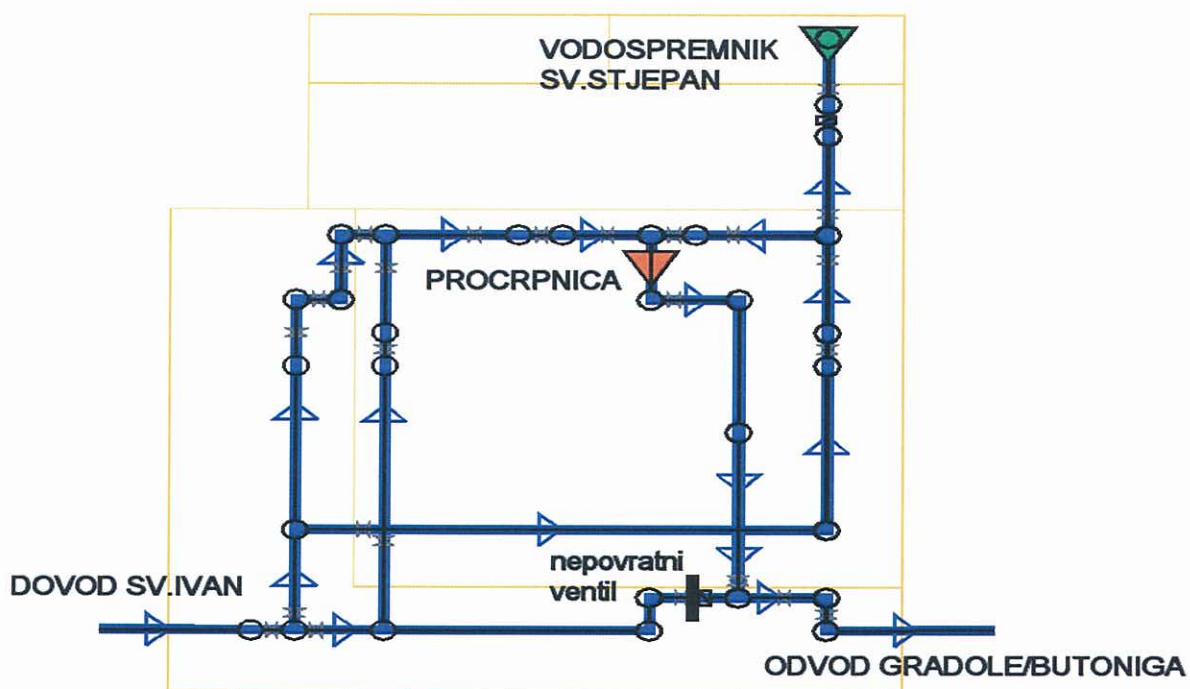 VODOSPREMNIK
SV.STJEPAN
PROCRPNICA
nepovratni
ventil
DOVOD SV.IVAN
ODVOD GRADOLE/BUTONIGA